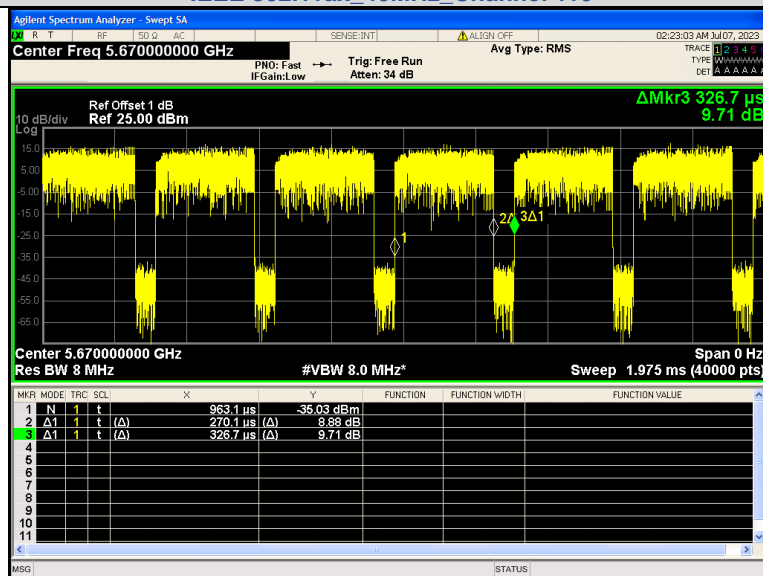 Agilent Spectrum Analyzer - Swept SA
LXI R T RF 50 Ω AC SENSE:INT ALIGN OFF 02:23:03 AM Jul 07, 2023
Center Freq 5.670000000 GHz Avg Type: RMS TRACE 1 2 3 4 5
PNO: Fast Trig: Free Run TYPE
IFGain:Low Atten: 34 dB DET A A A A A
Ref Offset 1 dB ΔMkr3 326.7 µs
10 dB/div Ref 25.00 dBm 9.71 dB
Log
15.0
5.00
-5.00
-15.0
2Δ 3Δ1
-25.0
1
-35.0
-45.0
-55.0
-65.0
Center 5.670000000 GHz Span 0 Hz
Res BW 8 MHz #VBW 8.0 MHz* Sweep 1.975 ms (40000 pts)
MKR MODE TRC SCL X Y FUNCTION FUNCTION WIDTH FUNCTION VALUE
1 N 1 t 963.1 µs -35.03 dBm
2 Δ1 1 t (Δ) 270.1 µs (Δ) 8.88 dB
3 Δ1 1 t (Δ) 326.7 µs (Δ) 9.71 dB
4
5
6
7
8
9
10
11
MSG STATUS